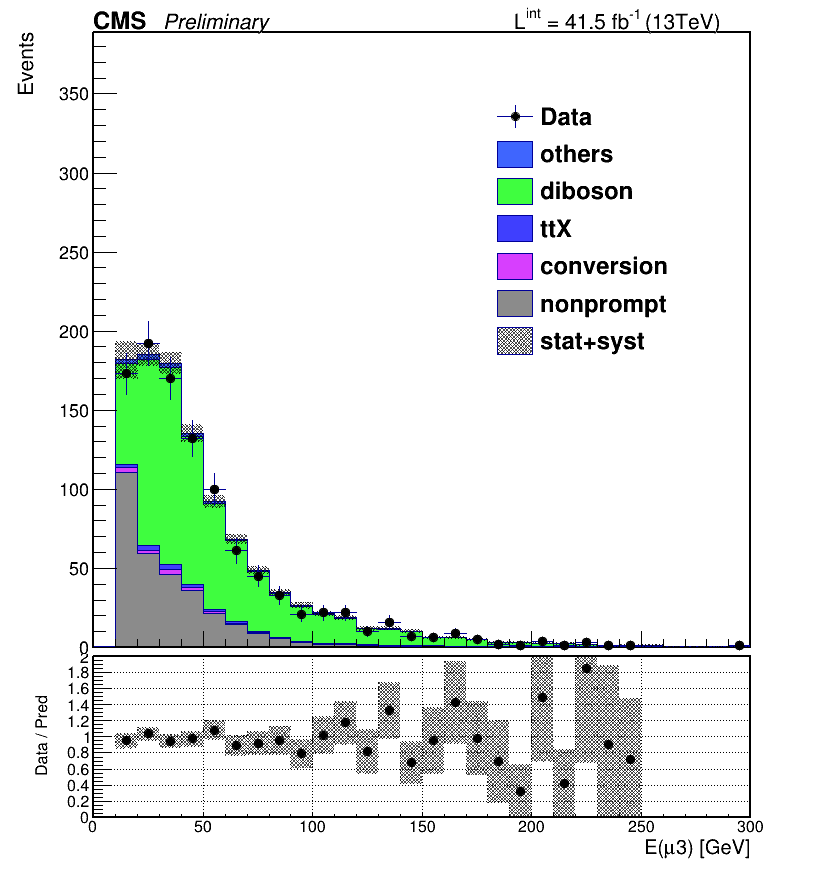 CMS Preliminary L^int = 41.5 fb^-1 (13TeV)
Events
350
300
250
200
150
100
50
0
Data
others
diboson
ttX
conversion
nonprompt
stat+syst
Data / Pred
2
1.8
1.6
1.4
1.2
1
0.8
0.6
0.4
0.2
0
0 50 100 150 200 250 300
E(μ3) [GeV]